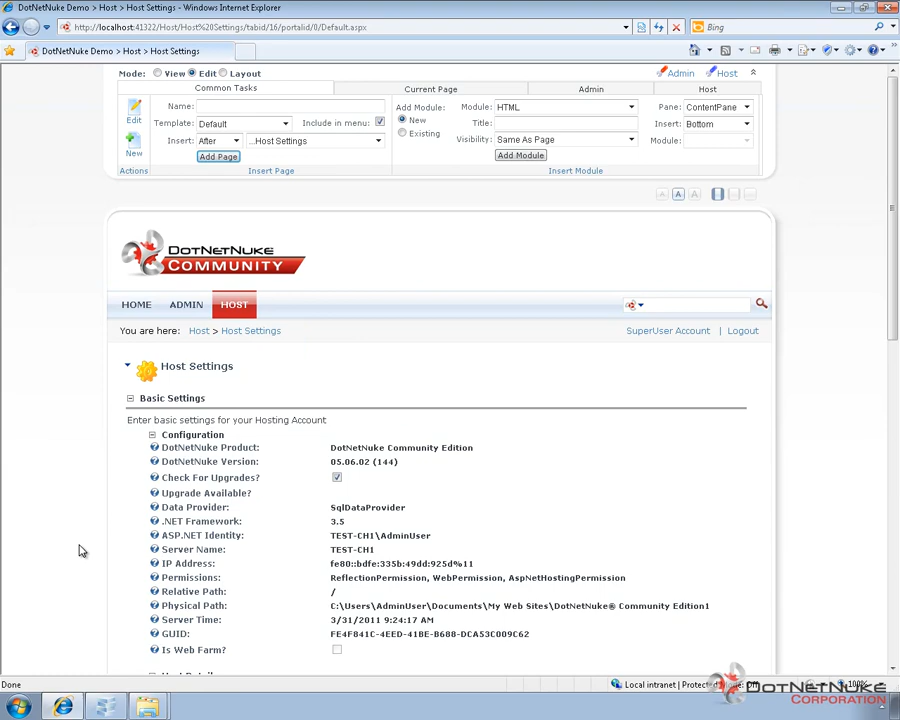 DotNetNuke Demo > Host > Host Settings - Windows Internet Explorer
http://localhost:41322/Host/Host%20Settings/tabid/16/portalid/0/Default.aspx
Bing
DotNetNuke Demo > Host > Host Settings
Mode: View Edit Layout
Admin Host
Common Tasks Current Page Admin Host
Name: Add Module: Module: HTML Pane: ContentPane
Edit Template: Default Include in menu: New Title: Insert: Bottom
Insert: After ...Host Settings Existing Visibility: Same As Page Module:
New Add Page Add Module
Actions Insert Page Insert Module
A A A
DOTNETNUKE
COMMUNITY
HOME ADMIN HOST
You are here: Host > Host Settings SuperUser Account | Logout
Host Settings
Basic Settings
Enter basic settings for your Hosting Account
Configuration
DotNetNuke Product: DotNetNuke Community Edition
DotNetNuke Version: 05.06.02 (144)
Check For Upgrades?
Upgrade Available?
Data Provider: SqlDataProvider
.NET Framework: 3.5
ASP.NET Identity: TEST-CH1\AdminUser
Server Name: TEST-CH1
IP Address: fe80::bdfe:335b:49dd:925d%11
Permissions: ReflectionPermission, WebPermission, AspNetHostingPermission
Relative Path: /
Physical Path: C:\Users\AdminUser\Documents\My Web Sites\DotNetNuke® Community Edition1
Server Time: 3/31/2011 9:24:17 AM
GUID: FE4F841C-4EED-41BE-B688-DCA53C009C62
Is Web Farm?
Done Local intranet | Protected Mode: Off 100%
DOTNETNUKE
CORPORATION